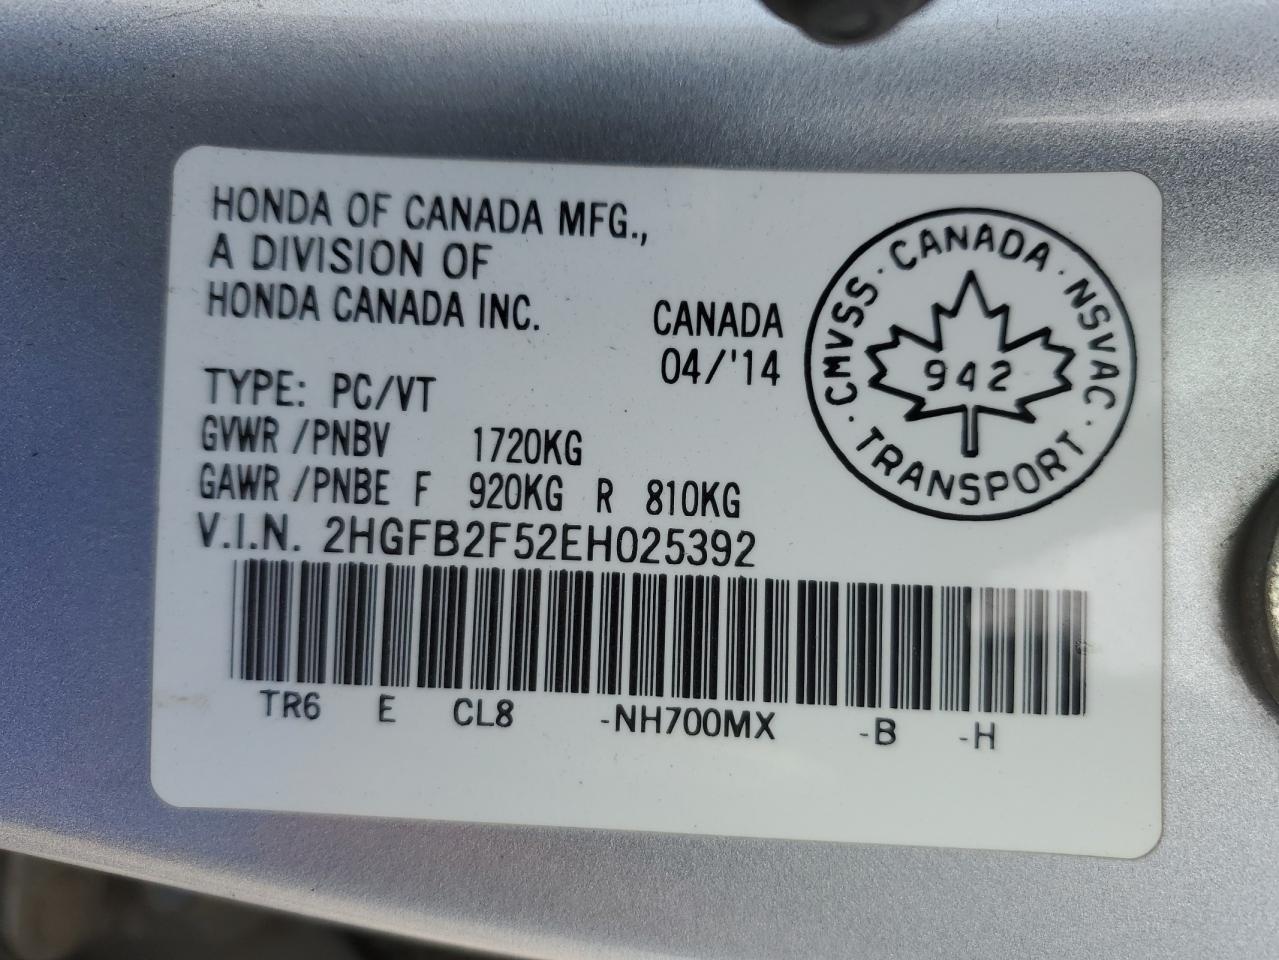 HONDA OF CANADA MFG.,
A DIVISION OF
HONDA CANADA INC.
CANADA
04/'14
TYPE: PC/VT
GVWR /PNBV 1720KG
GAWR /PNBE F 920KG R 810KG
V.I.N. 2HGFB2F52EH025392
TR6 E CL8 -NH700MX -B -H
CMVSS · CANADA · NSVAC · TRANSPORT ·
942